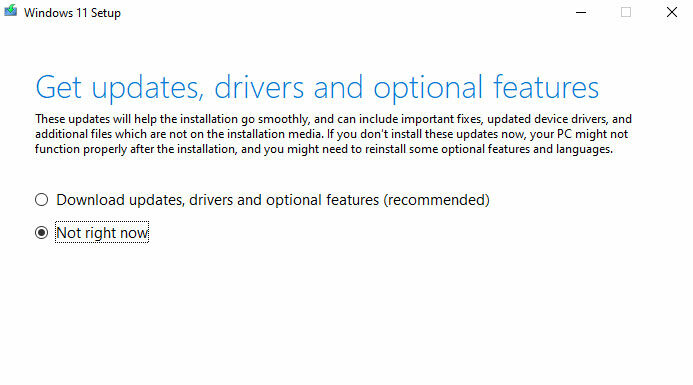 Windows 11 Setup
Get updates, drivers and optional features
These updates will help the installation go smoothly, and can include important fixes, updated device drivers, and
additional files which are not on the installation media. If you don't install these updates now, your PC might not
function properly after the installation, and you might need to reinstall some optional features and languages.
Download updates, drivers and optional features (recommended)
Not right now